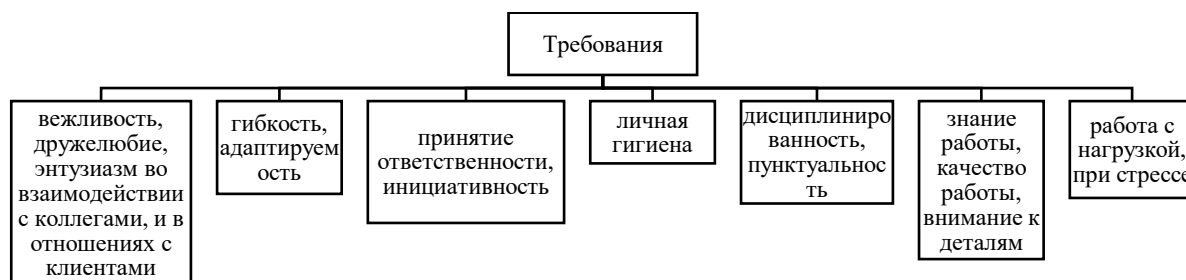 Требования
вежливость,
дружелюбие,
энтузиазм во
взаимодействии
с коллегами, и в
отношениях с
клиентами
гибкость,
адаптируем
ость
принятие
ответственности,
инициативность
личная
гигиена
дисциплиниро
ванность,
пунктуальнос
ть
знание
работы,
качество
работы,
внимание к
деталям
работа с
нагрузкой,
при стрессе